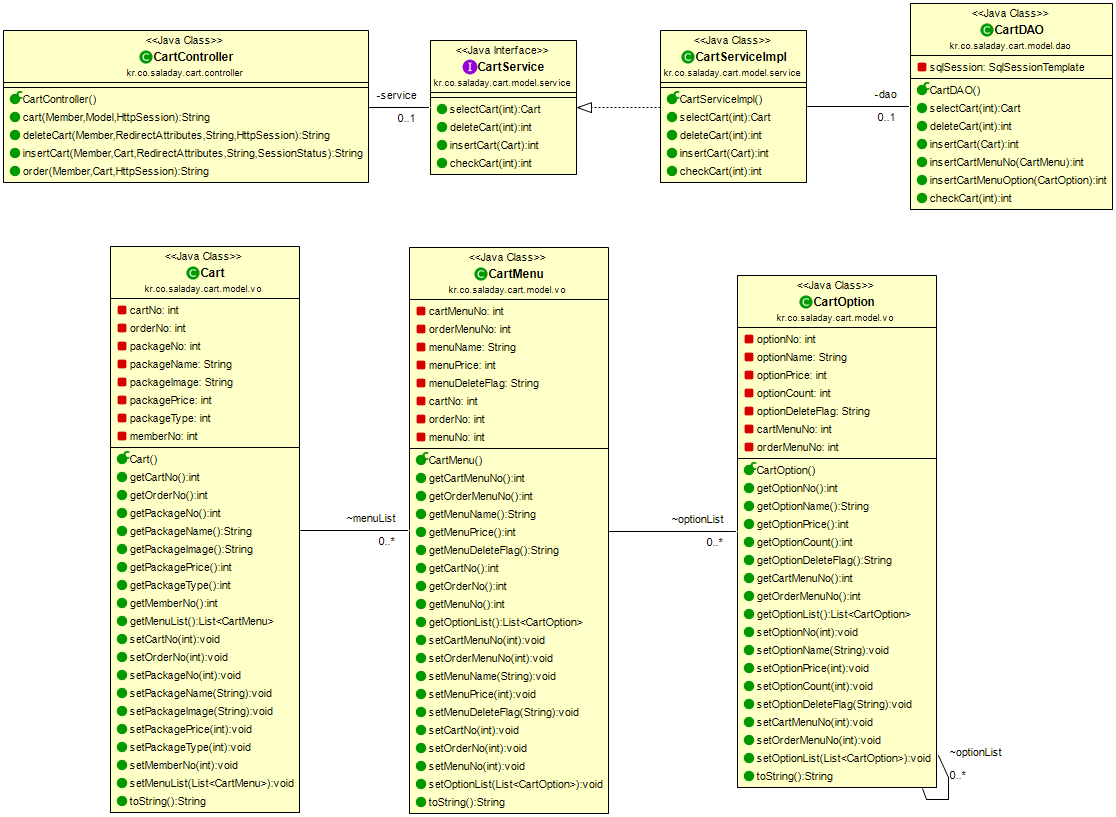 <<Java Class>>
CartController
kr.co.saladay.cart.controller
CartController()
cart(Member,Model,HttpSession):String
deleteCart(Member,RedirectAttributes,String,HttpSession):String
insertCart(Member,Cart,RedirectAttributes,String,SessionStatus):String
order(Member,Cart,HttpSession):String
-service
0..1
<<Java Interface>>
CartService
kr.co.saladay.cart.model.service
selectCart(int):Cart
deleteCart(int):int
insertCart(Cart):int
checkCart(int):int
<<Java Class>>
CartServiceImpl
kr.co.saladay.cart.model.service
CartServiceImpl()
selectCart(int):Cart
deleteCart(int):int
insertCart(Cart):int
checkCart(int):int
-dao
0..1
<<Java Class>>
CartDAO
kr.co.saladay.cart.model.dao
sqlSession: SqlSessionTemplate
CartDAO()
selectCart(int):Cart
deleteCart(int):int
insertCart(Cart):int
insertCartMenuNo(CartMenu):int
insertCartMenuOption(CartOption):int
checkCart(int):int
<<Java Class>>
Cart
kr.co.saladay.cart.model.vo
cartNo: int
orderNo: int
packageNo: int
packageName: String
packageImage: String
packagePrice: int
packageType: int
memberNo: int
Cart()
getCartNo():int
getOrderNo():int
getPackageNo():int
getPackageName():String
getPackageImage():String
getPackagePrice():int
getPackageType():int
getMemberNo():int
getMenuList():List<CartMenu>
setCartNo(int):void
setOrderNo(int):void
setPackageNo(int):void
setPackageName(String):void
setPackageImage(String):void
setPackagePrice(int):void
setPackageType(int):void
setMemberNo(int):void
setMenuList(List<CartMenu>):void
toString():String
~menuList
0..*
<<Java Class>>
CartMenu
kr.co.saladay.cart.model.vo
cartMenuNo: int
orderMenuNo: int
menuName: String
menuPrice: int
menuDeleteFlag: String
cartNo: int
orderNo: int
menuNo: int
CartMenu()
getCartMenuNo():int
getOrderMenuNo():int
getMenuName():String
getMenuPrice():int
getMenuDeleteFlag():String
getCartNo():int
getOrderNo():int
getMenuNo():int
getOptionList():List<CartOption>
setCartMenuNo(int):void
setOrderMenuNo(int):void
setMenuName(String):void
setMenuPrice(int):void
setMenuDeleteFlag(String):void
setCartNo(int):void
setOrderNo(int):void
setMenuNo(int):void
setOptionList(List<CartOption>):void
toString():String
~optionList
0..*
<<Java Class>>
CartOption
kr.co.saladay.cart.model.vo
optionNo: int
optionName: String
optionPrice: int
optionCount: int
optionDeleteFlag: String
cartMenuNo: int
orderMenuNo: int
CartOption()
getOptionNo():int
getOptionName():String
getOptionPrice():int
getOptionCount():int
getOptionDeleteFlag():String
getCartMenuNo():int
getOrderMenuNo():int
getOptionList():List<CartOption>
setOptionNo(int):void
setOptionName(String):void
setOptionPrice(int):void
setOptionCount(int):void
setOptionDeleteFlag(String):void
setCartMenuNo(int):void
setOrderMenuNo(int):void
setOptionList(List<CartOption>):void
toString():String
~optionList
0..*